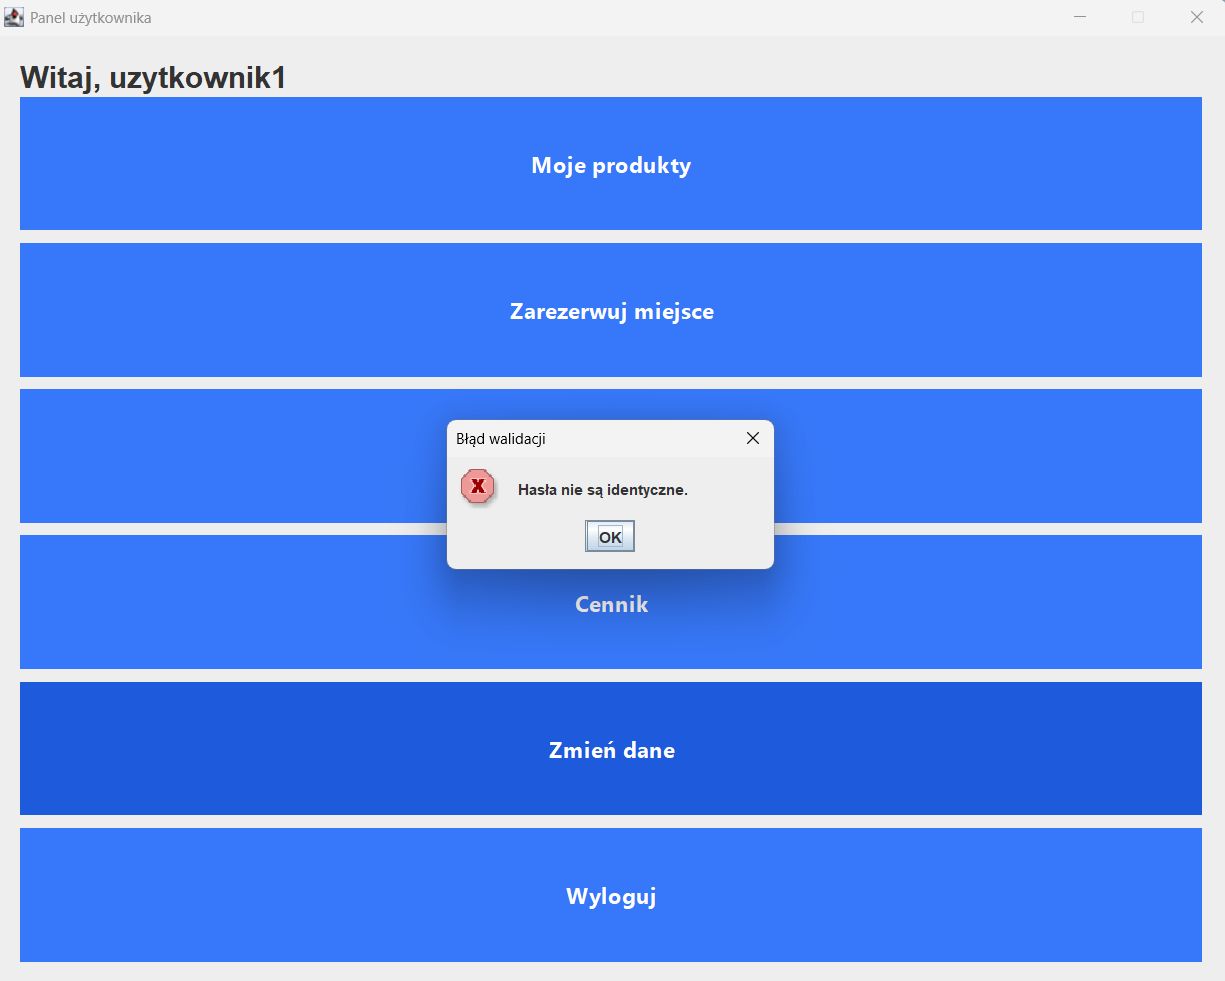 Panel użytkownika
Witaj, uzytkownik1
Moje produkty
Zarezerwuj miejsce
Błąd walidacji
X
Hasła nie są identyczne.
OK
Cennik
Zmień dane
Wyloguj